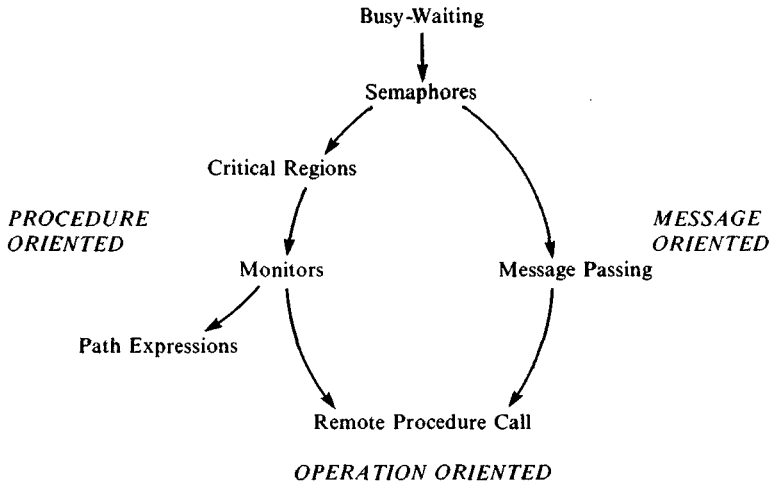 Busy-Waiting
Semaphores
Critical Regions
PROCEDURE
ORIENTED
MESSAGE
ORIENTED
Monitors
Message Passing
Path Expressions
Remote Procedure Call
OPERATION ORIENTED